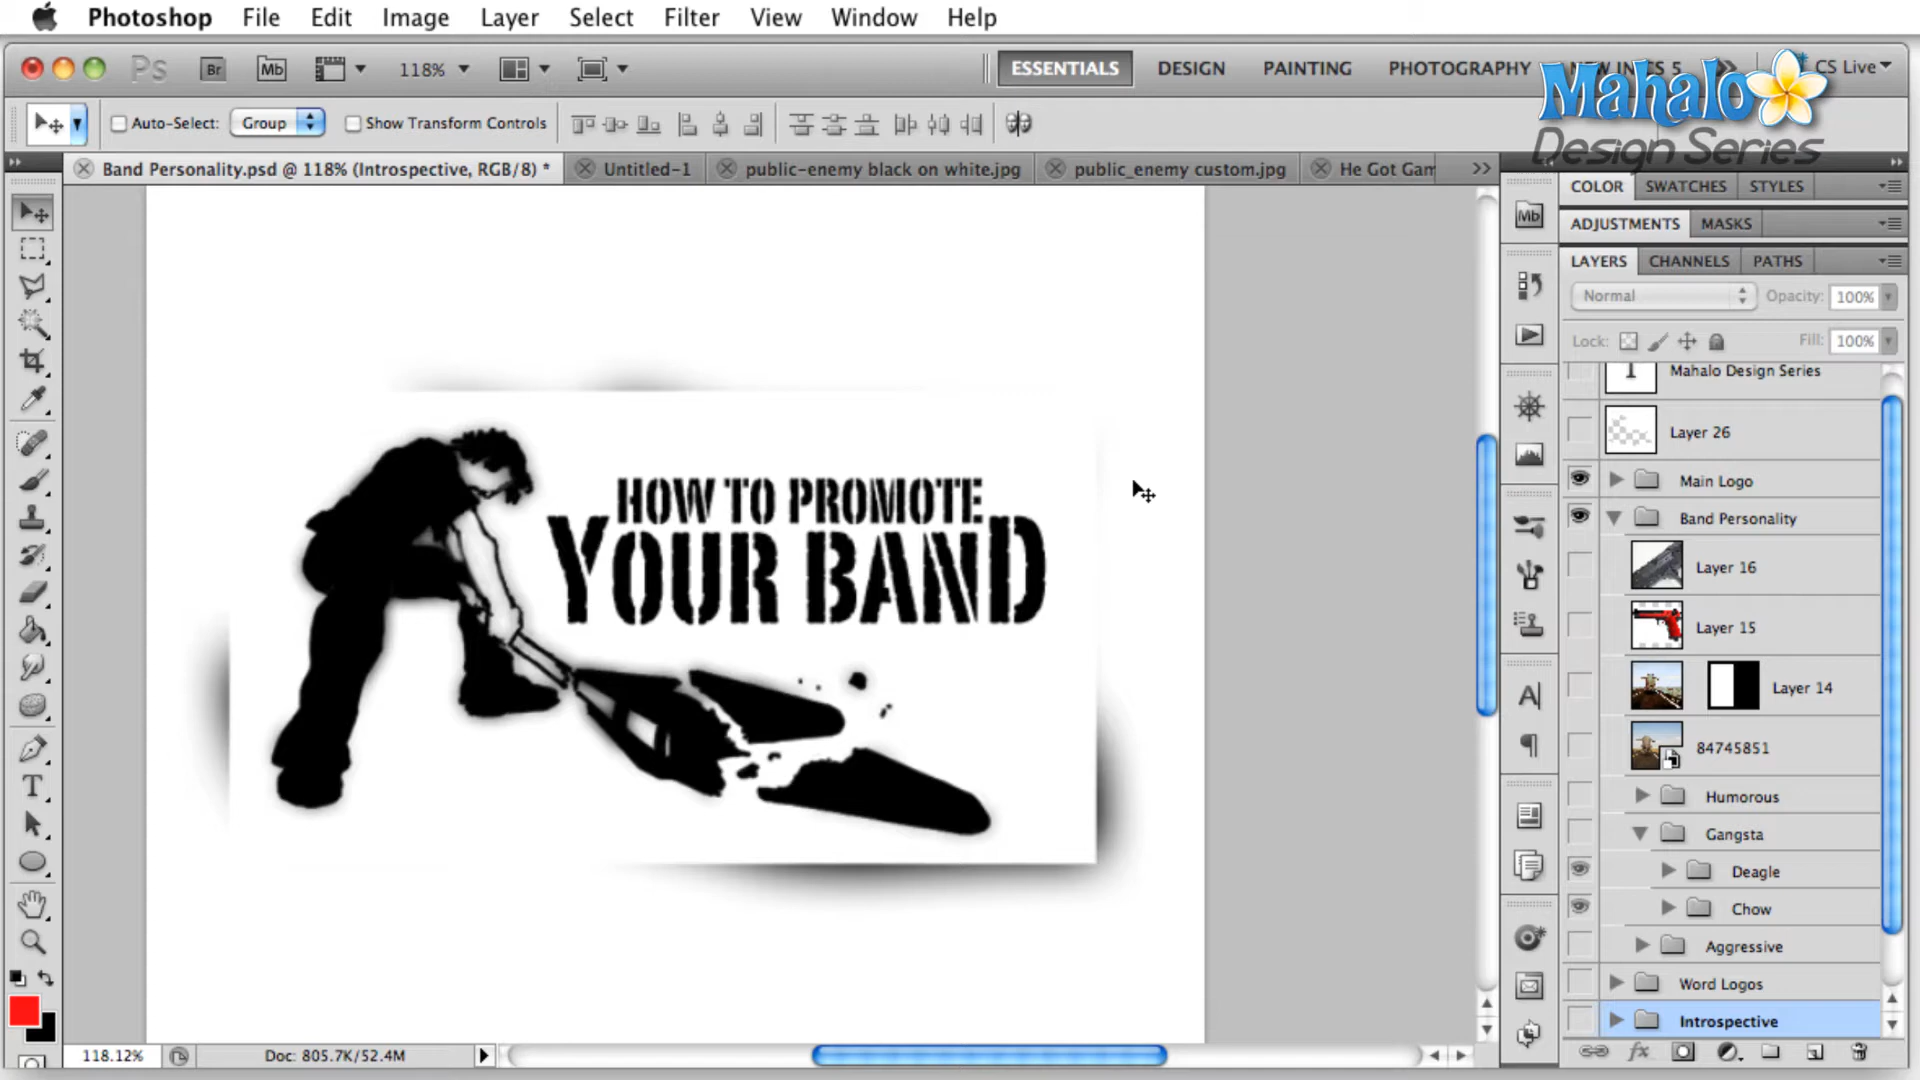 Photoshop File Edit Image Layer Select Filter View Window Help
Ps Br Mb 118% ESSENTIALS DESIGN PAINTING PHOTOGRAPHY CS Live
Mahalo
Design Series
Auto-Select: Group Show Transform Controls
Band Personality.psd @ 118% (Introspective, RGB/8) * Untitled-1 public-enemy black on white.jpg public_enemy custom.jpg He Got Gam
COLOR SWATCHES STYLES
Mb
ADJUSTMENTS MASKS
LAYERS CHANNELS PATHS
Normal Opacity: 100%
Lock: Fill: 100%
Mahalo Design Series
Layer 26
Main Logo
Band Personality
Layer 16
Layer 15
Layer 14
84745851
Humorous
Gangsta
Deagle
Chow
Aggressive
Word Logos
Introspective
HOW TO PROMOTE
YOUR BAND
118.12% Doc: 805.7K/52.4M